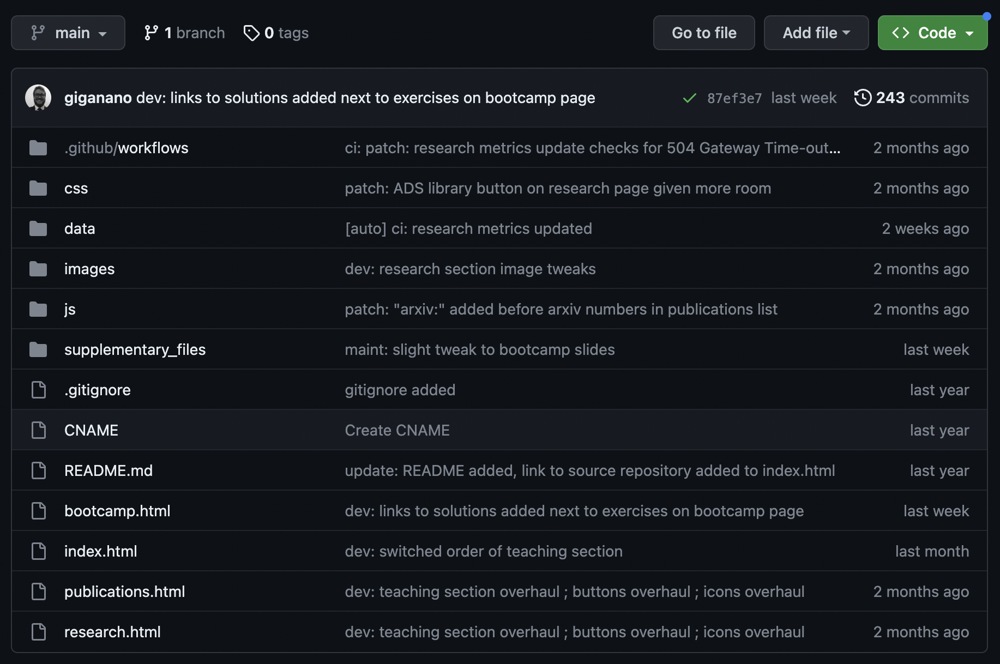 main 1 branch 0 tags Go to file Add file Code
giganano dev: links to solutions added next to exercises on bootcamp page 87ef3e7 last week 243 commits
.github/workflows ci: patch: research metrics update checks for 504 Gateway Time-out... 2 months ago
css patch: ADS library button on research page given more room 2 months ago
data [auto] ci: research metrics updated 2 weeks ago
images dev: research section image tweaks 2 months ago
js patch: "arxiv:" added before arxiv numbers in publications list 2 months ago
supplementary_files maint: slight tweak to bootcamp slides last week
.gitignore gitignore added last year
CNAME Create CNAME last year
README.md update: README added, link to source repository added to index.html last year
bootcamp.html dev: links to solutions added next to exercises on bootcamp page last week
index.html dev: switched order of teaching section last month
publications.html dev: teaching section overhaul ; buttons overhaul ; icons overhaul 2 months ago
research.html dev: teaching section overhaul ; buttons overhaul ; icons overhaul 2 months ago